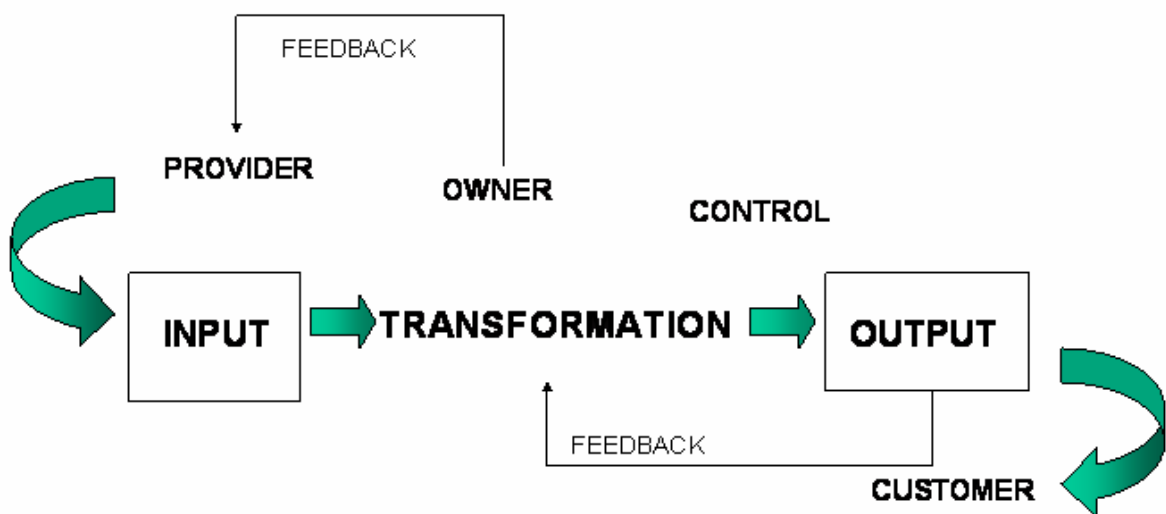 FEEDBACK
PROVIDER
OWNER
CONTROL
INPUT
TRANSFORMATION
OUTPUT
FEEDBACK
CUSTOMER